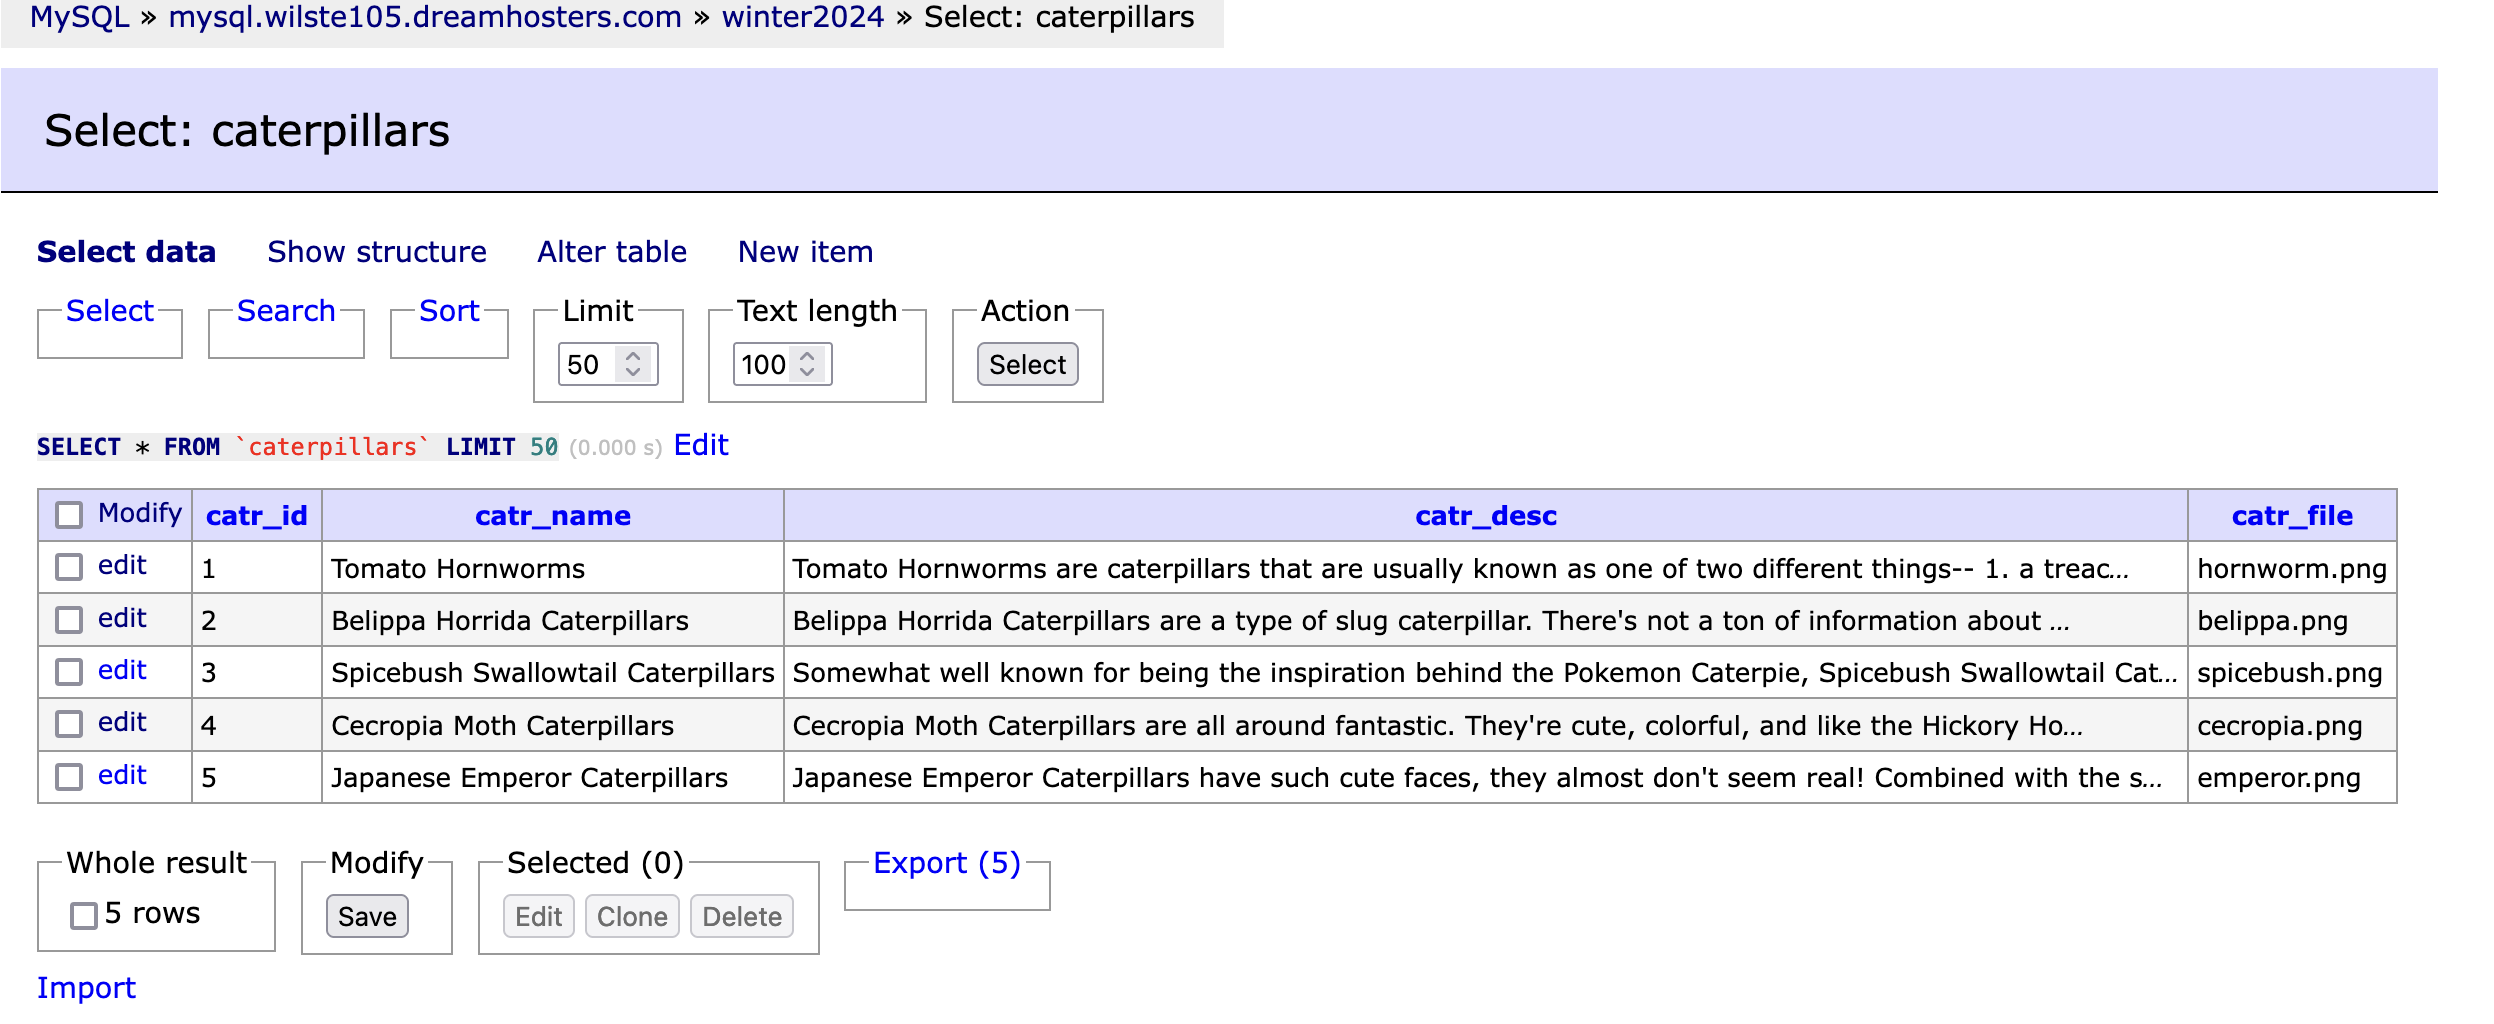 MySQL » mysql.wilste105.dreamhosters.com » winter2024 » Select: caterpillars
Select: caterpillars
Select data Show structure Alter table New item
Select Search Sort Limit Text length Action
50 100 Select
SELECT * FROM `caterpillars` LIMIT 50 (0.000 s) Edit
Modify catr_id catr_name catr_desc catr_file
edit 1 Tomato Hornworms Tomato Hornworms are caterpillars that are usually known as one of two different things-- 1. a treac... hornworm.png
edit 2 Belippa Horrida Caterpillars Belippa Horrida Caterpillars are a type of slug caterpillar. There's not a ton of information about ... belippa.png
edit 3 Spicebush Swallowtail Caterpillars Somewhat well known for being the inspiration behind the Pokemon Caterpie, Spicebush Swallowtail Cat... spicebush.png
edit 4 Cecropia Moth Caterpillars Cecropia Moth Caterpillars are all around fantastic. They're cute, colorful, and like the Hickory Ho... cecropia.png
edit 5 Japanese Emperor Caterpillars Japanese Emperor Caterpillars have such cute faces, they almost don't seem real! Combined with the s... emperor.png
Whole result Modify Selected (0) Export (5)
5 rows Save Edit Clone Delete
Import